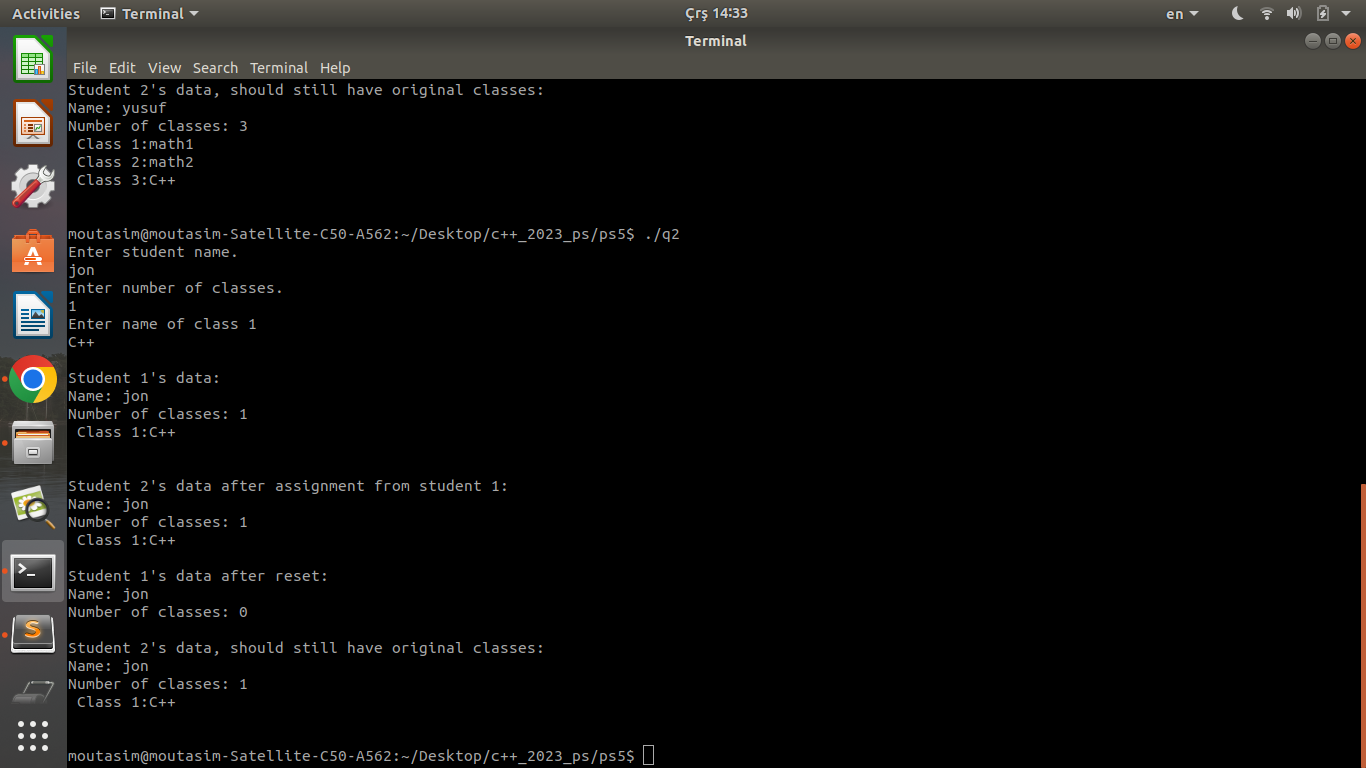 Activities Terminal Çrş 14:33 en
Terminal
File Edit View Search Terminal Help
Student 2's data, should still have original classes:
Name: yusuf
Number of classes: 3
Class 1:math1
Class 2:math2
Class 3:C++
moutasim@moutasim-Satellite-C50-A562:~/Desktop/c++_2023_ps/ps5$ ./q2
Enter student name.
jon
Enter number of classes.
1
Enter name of class 1
C++
Student 1's data:
Name: jon
Number of classes: 1
Class 1:C++
Student 2's data after assignment from student 1:
Name: jon
Number of classes: 1
Class 1:C++
Student 1's data after reset:
Name: jon
Number of classes: 0
Student 2's data, should still have original classes:
Name: jon
Number of classes: 1
Class 1:C++
moutasim@moutasim-Satellite-C50-A562:~/Desktop/c++_2023_ps/ps5$